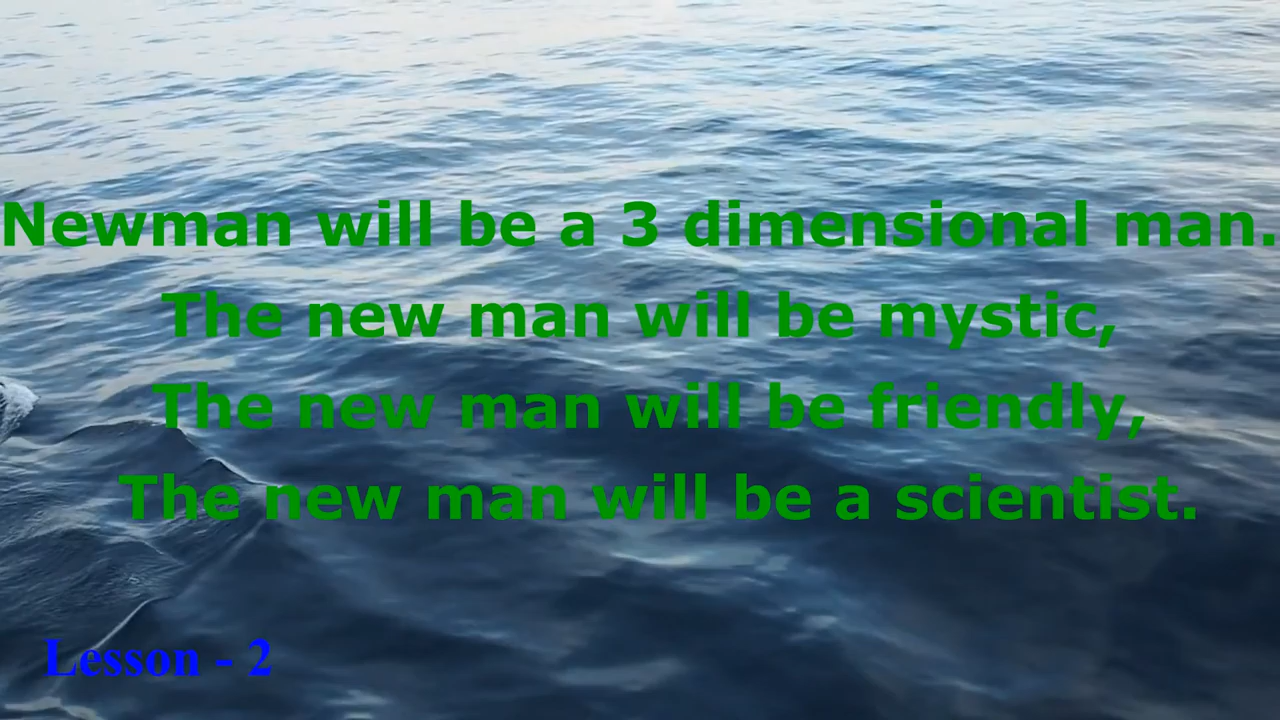 Newman will be a 3 dimensional man.
The new man will be mystic,
The new man will be friendly,
The new man will be a scientist.
Lesson - 2